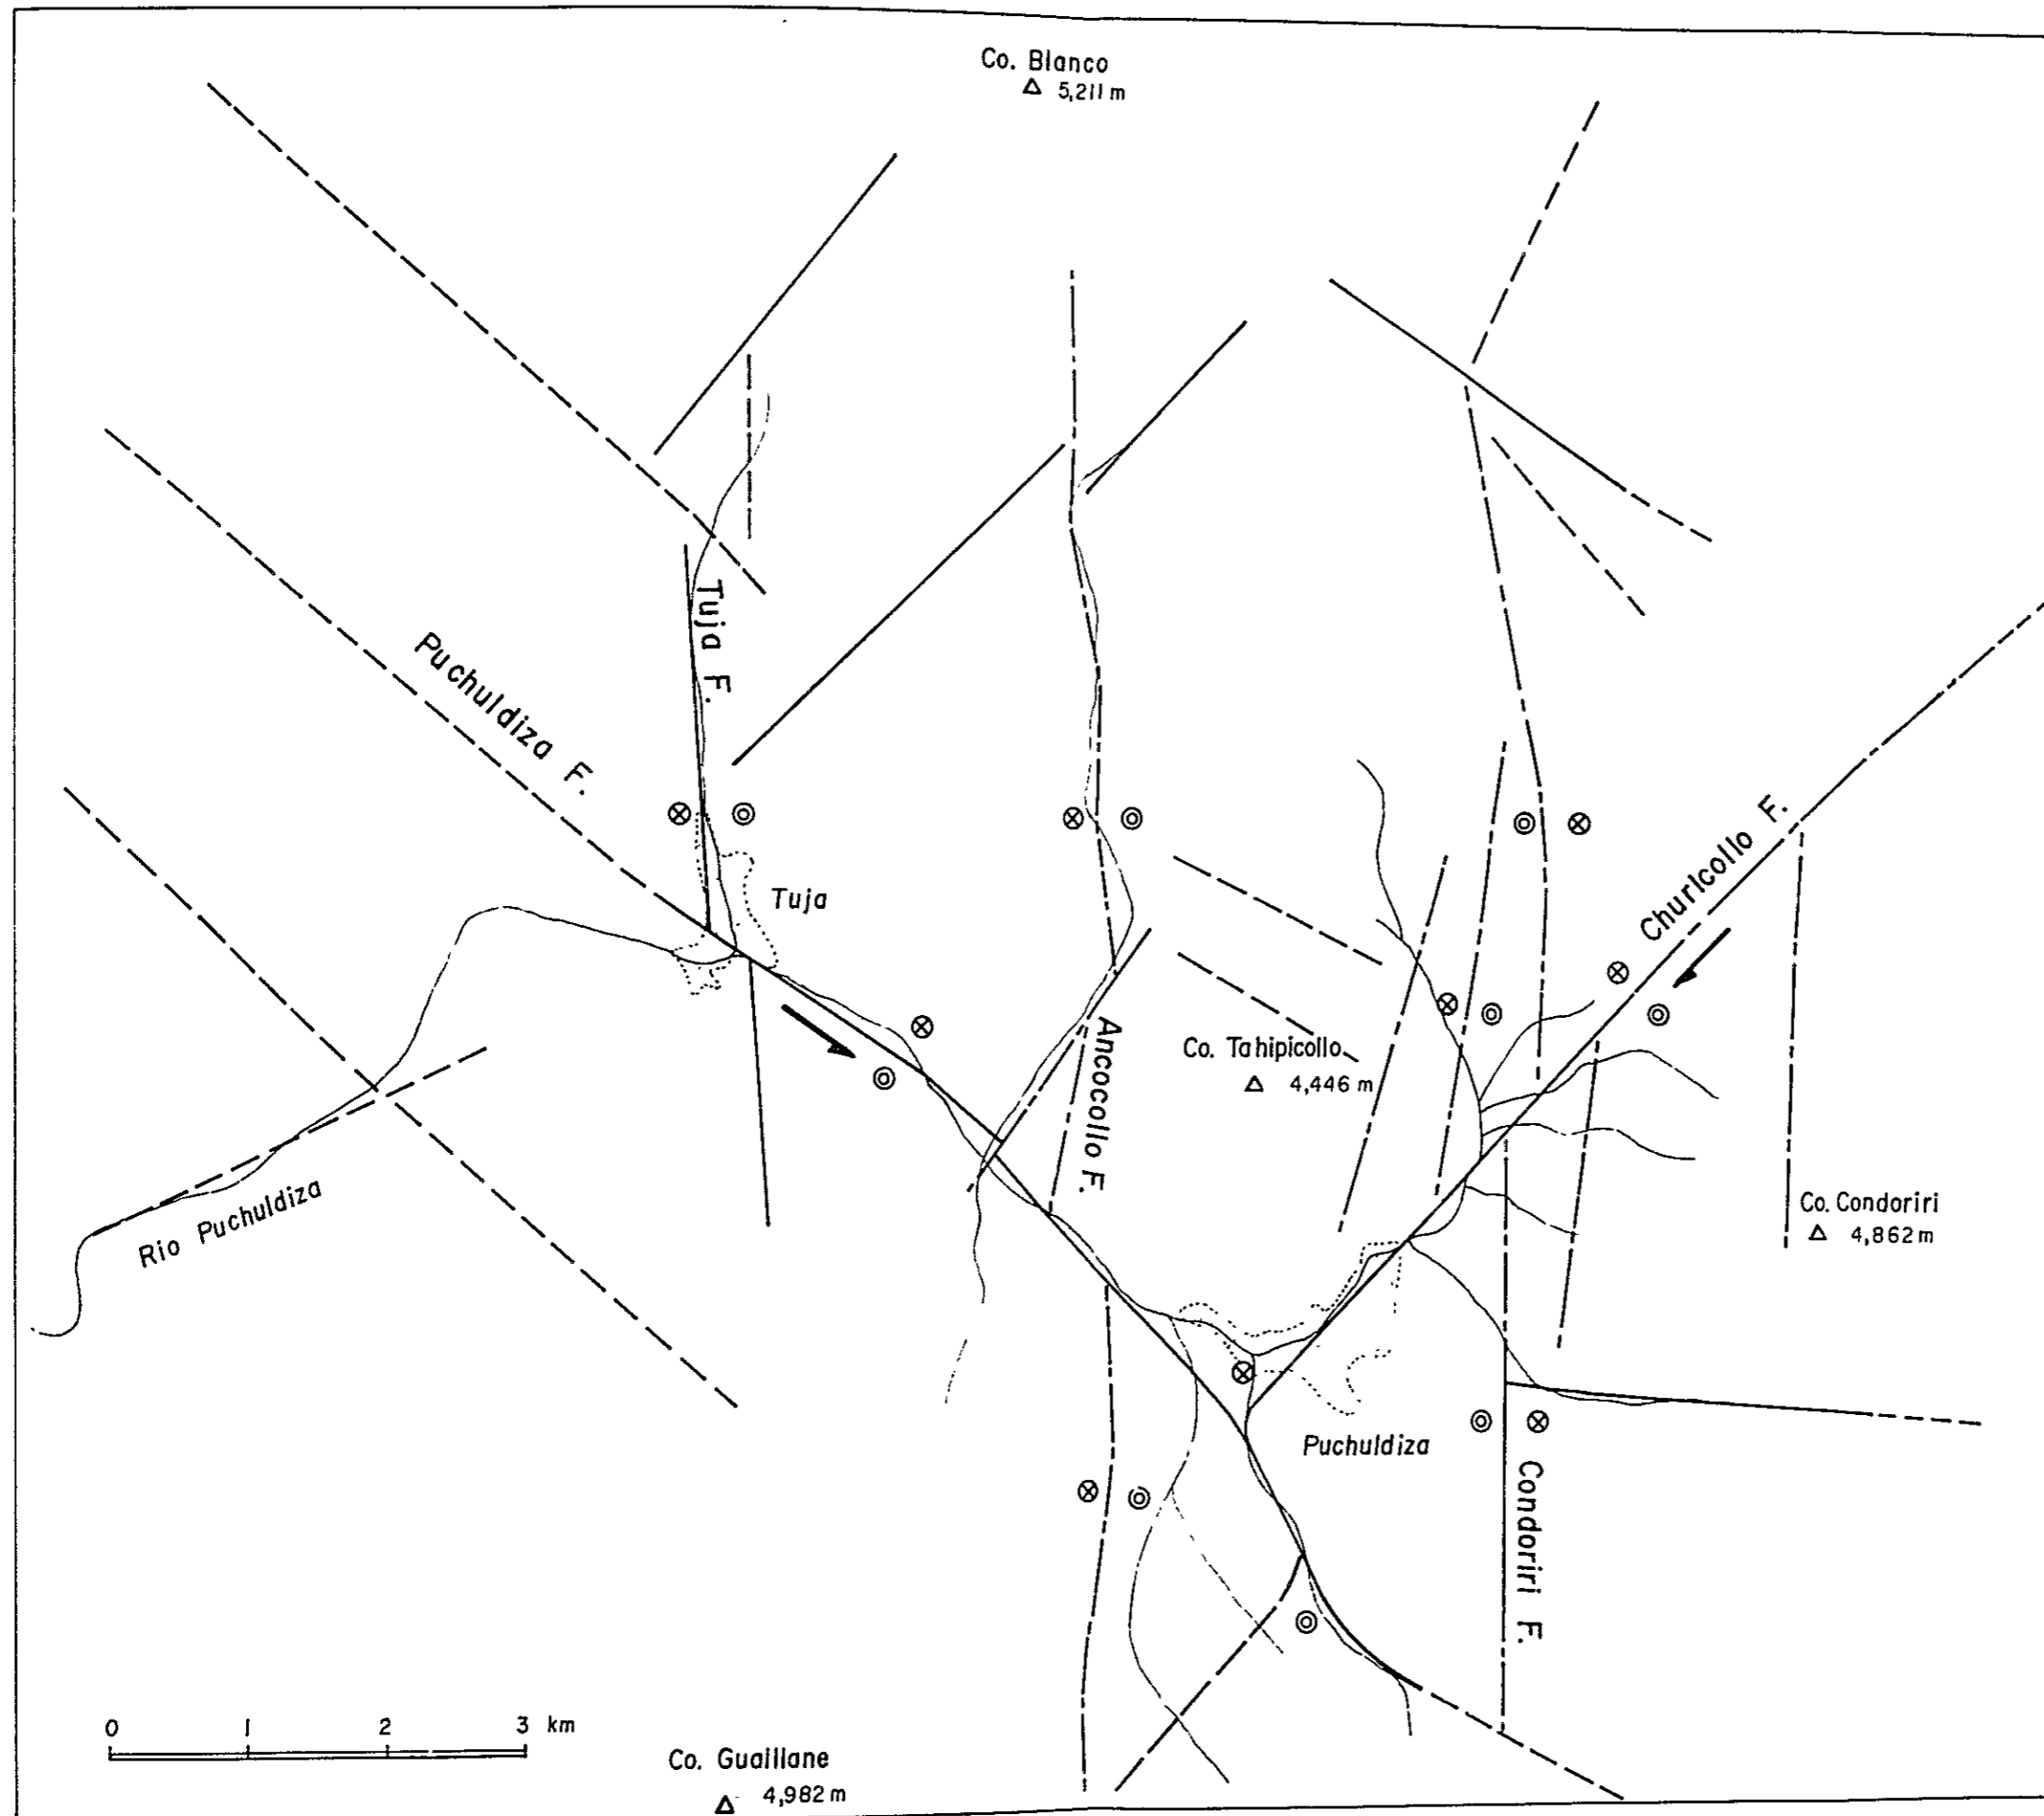 Co. Blanco
△ 5,211 m
Tuja F.
Puchuldiza F.
Churicollo F.
Tuja
Ancocollo F.
Co. Tahipicollo
△ 4,446 m
Co. Condoriri
△ 4,862 m
Rio Puchuldiza
Puchuldiza
Condoriri F.
0 1 2 3 km
Co. Guaillane
△ 4,982 m